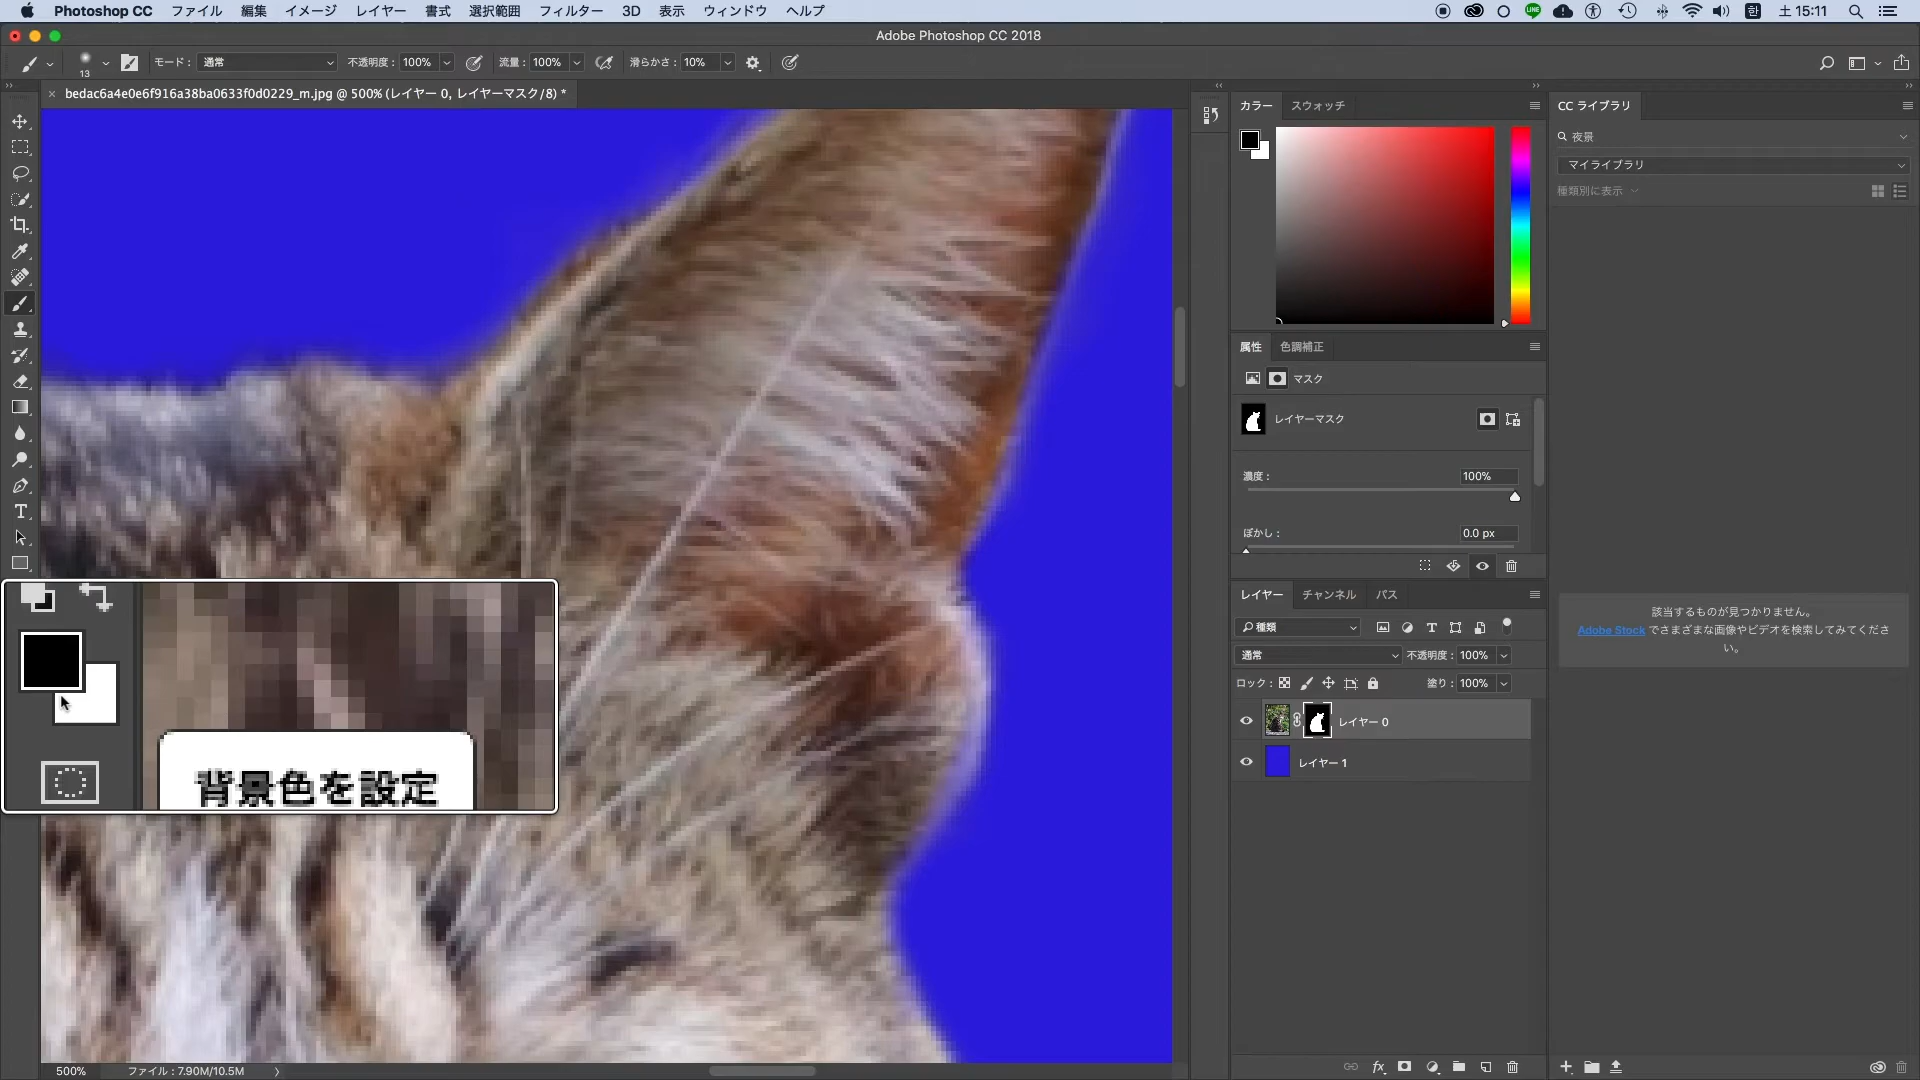 Photoshop CC ファイル 編集 イメージ レイヤー 書式 選択範囲 フィルター 3D 表示 ウィンドウ ヘルプ LINE 한 土 15:11
Adobe Photoshop CC 2018
13 モード : 通常 不透明度 : 100% 流量 : 100% 滑らかさ : 10%
× bedac6a4e0e6f916a38ba0633f0d0229_m.jpg @ 500% (レイヤー 0, レイヤーマスク/8) *
カラー スウォッチ
CC ライブラリ
夜景
マイライブラリ
種類別に表示
属性 色調補正
マスク
レイヤーマスク
濃度 : 100%
ぼかし : 0.0 px
レイヤー チャンネル パス
種類
通常 不透明度 : 100%
ロック : 塗り : 100%
レイヤー 0
レイヤー 1
該当するものが見つかりません。
Adobe Stock でさまざまな画像やビデオを検索してみてくださ
い。
背景色を設定
500% ファイル : 7.90M/10.5M
fx